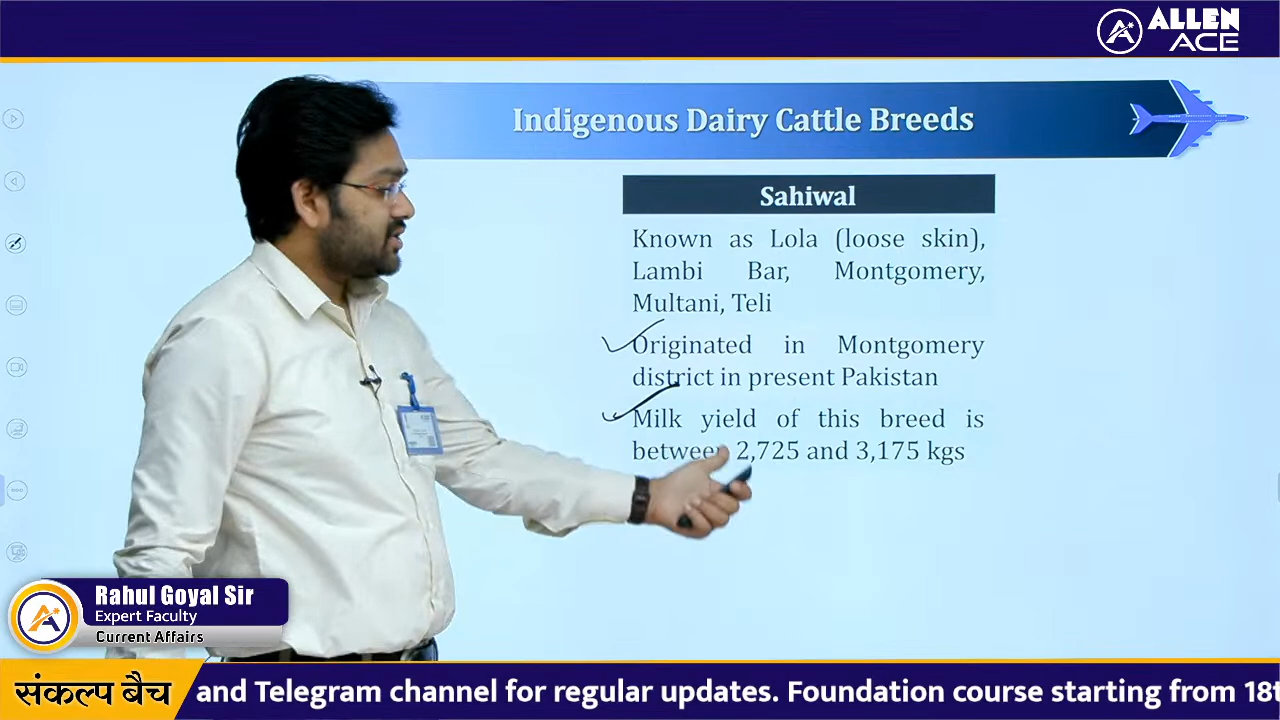 ALLEN
ACE
Indigenous Dairy Cattle Breeds
Sahiwal
Known as Lola (loose skin),
Lambi Bar, Montgomery,
Multani, Teli
Originated in Montgomery
district in present Pakistan
Milk yield of this breed is
between 2,725 and 3,175 kgs
Rahul Goyal Sir
Expert Faculty
Current Affairs
संकल्प बैच
and Telegram channel for regular updates. Foundation course starting from 18t